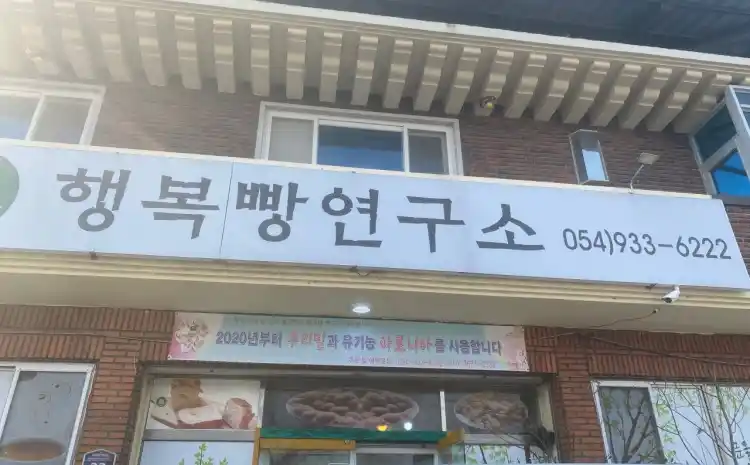 행복빵연구소 054)933-6222
2020년부터 우리밀과 유기농 아로니아를 사용합니다